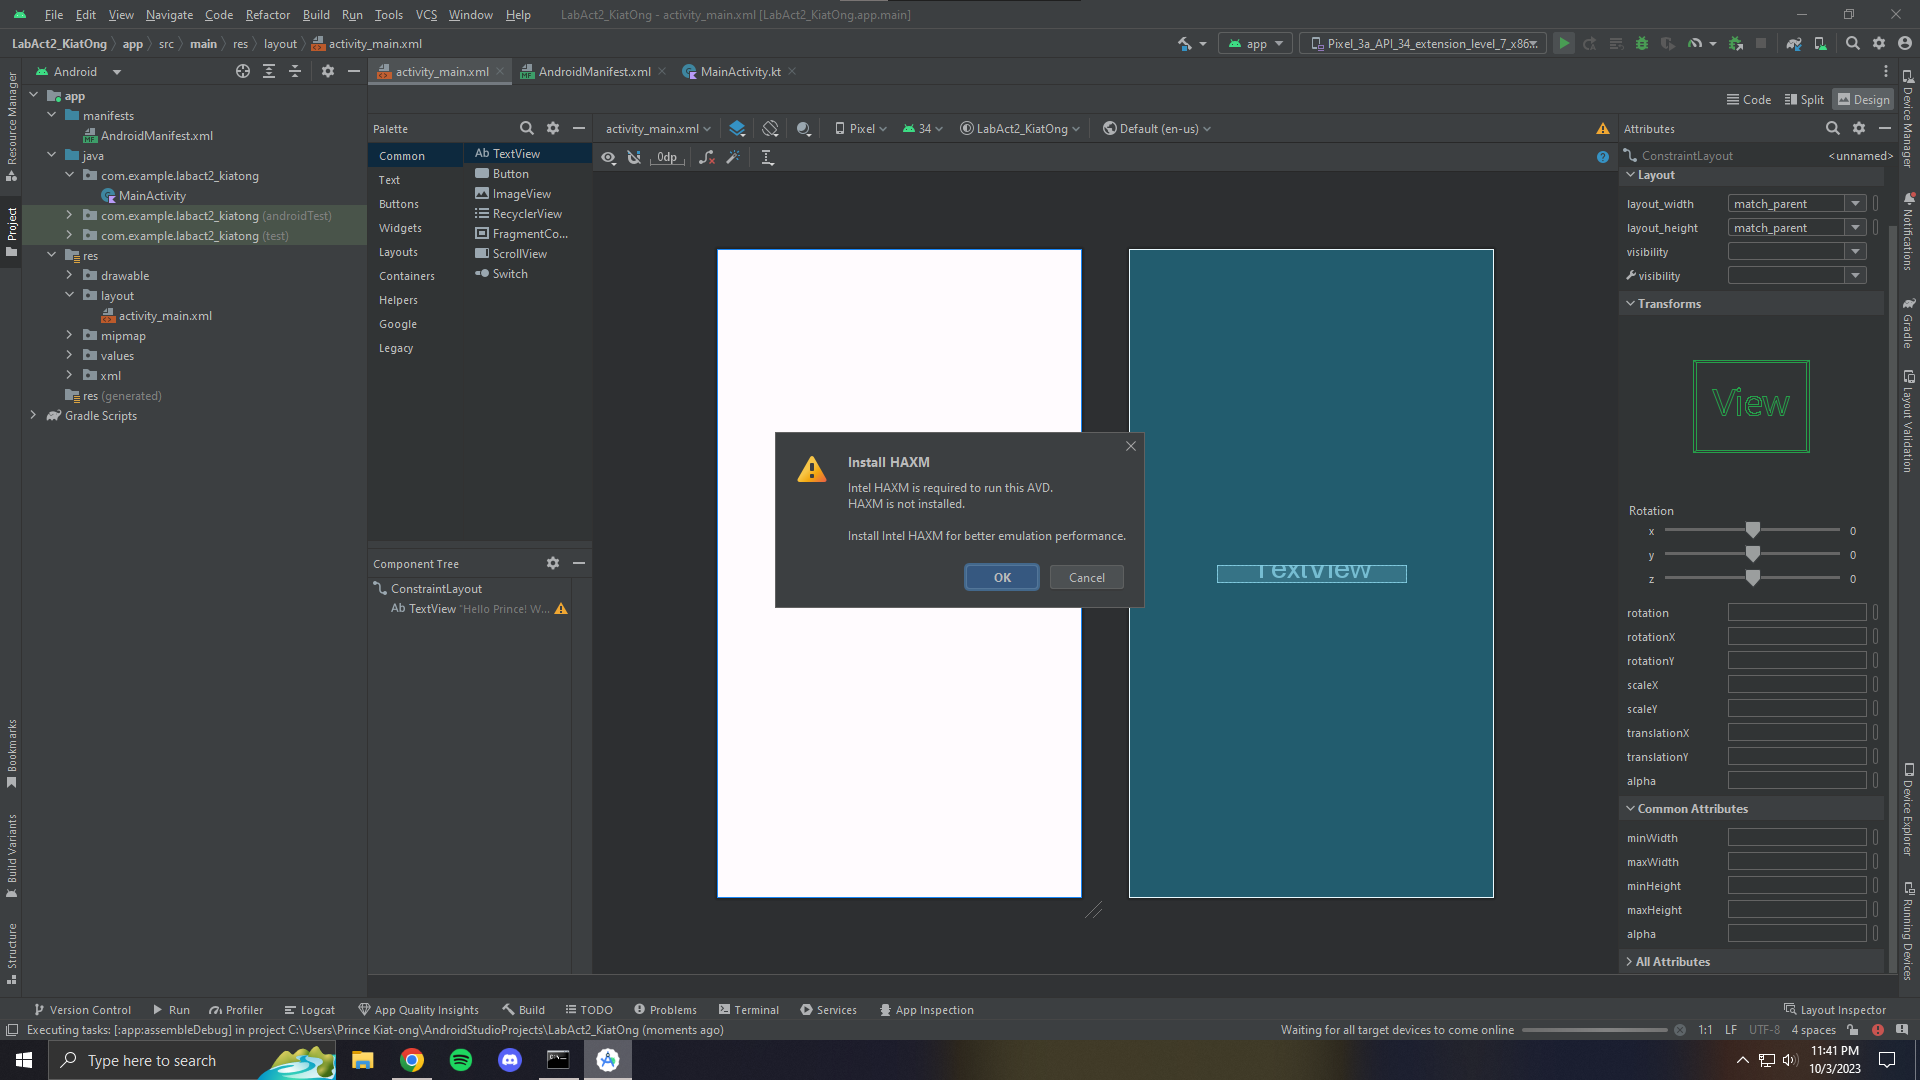 File Edit View Navigate Code Refactor Build Run Tools VCS Window Help LabAct2_KiatOng - activity_main.xml [LabAct2_KiatOng.app.main]
LabAct2_KiatOng app src main res layout activity_main.xml app Pixel_3a_API_34_extension_level_7_x86..
Android
activity_main.xml AndroidManifest.xml MainActivity.kt
Code Split Design
Resource Manager
Project
Bookmarks
Build Variants
Structure
app
manifests
AndroidManifest.xml
java
com.example.labact2_kiatong
MainActivity
com.example.labact2_kiatong (androidTest)
com.example.labact2_kiatong (test)
res
drawable
layout
activity_main.xml
mipmap
values
xml
res (generated)
Gradle Scripts
Palette
Common
Text
Buttons
Widgets
Layouts
Containers
Helpers
Google
Legacy
Ab TextView
Button
ImageView
RecyclerView
FragmentCo...
ScrollView
Switch
Component Tree
ConstraintLayout
Ab TextView "Hello Prince! W...
activity_main.xml Pixel 34 LabAct2_KiatOng Default (en-us)
0dp
TextView
Install HAXM
Intel HAXM is required to run this AVD.
HAXM is not installed.
Install Intel HAXM for better emulation performance.
OK Cancel
Attributes
ConstraintLayout <unnamed>
Layout
layout_width match_parent
layout_height match_parent
visibility
visibility
Transforms
View
Rotation
x 0
y 0
z 0
rotation
rotationX
rotationY
scaleX
scaleY
translationX
translationY
alpha
Common Attributes
minWidth
maxWidth
minHeight
maxHeight
alpha
All Attributes
Device Manager
Notifications
Gradle
Layout Validation
Device Explorer
Running Devices
Version Control Run Profiler Logcat App Quality Insights Build TODO Problems Terminal Services App Inspection Layout Inspector
Executing tasks: [:app:assembleDebug] in project C:\Users\Prince Kiat-ong\AndroidStudioProjects\LabAct2_KiatOng (moments ago) Waiting for all target devices to come online 1:1 LF UTF-8 4 spaces
Type here to search
11:41 PM
10/3/2023